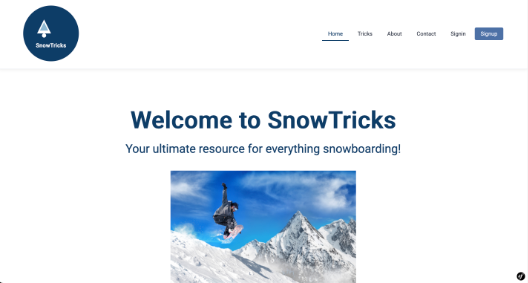 SnowTricks
Home Tricks About Contact Signin Signup
Welcome to SnowTricks
Your ultimate resource for everything snowboarding!